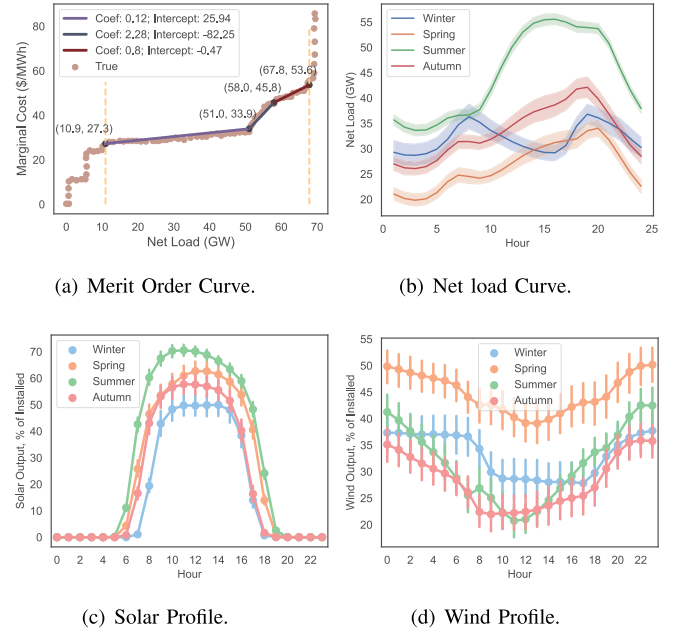 Coef: 0.12; Intercept: 25.94
Coef: 2.28; Intercept: -82.25
Coef: 0.8; Intercept: -0.47
True
(67.8, 53.6)
(58.0, 45.8)
(51.0, 33.9)
(10.9, 27.3)
Marginal Cost ($/MWh)
80
60
40
20
0
0 10 20 30 40 50 60 70
Net Load (GW)
(a) Merit Order Curve.
Winter
Spring
Summer
Autumn
Net Load (GW)
55
50
45
40
35
30
25
20
0 5 10 15 20 25
Hour
(b) Net load Curve.
Winter
Spring
Summer
Autumn
Solar Output, % of Installed
70
60
50
40
30
20
10
0
0 2 4 6 8 10 12 14 16 18 20 22
Hour
(c) Solar Profile.
Winter
Spring
Summer
Autumn
Wind Output, % of Installed
55
50
45
40
35
30
25
20
0 2 4 6 8 10 12 14 16 18 20 22
Hour
(d) Wind Profile.